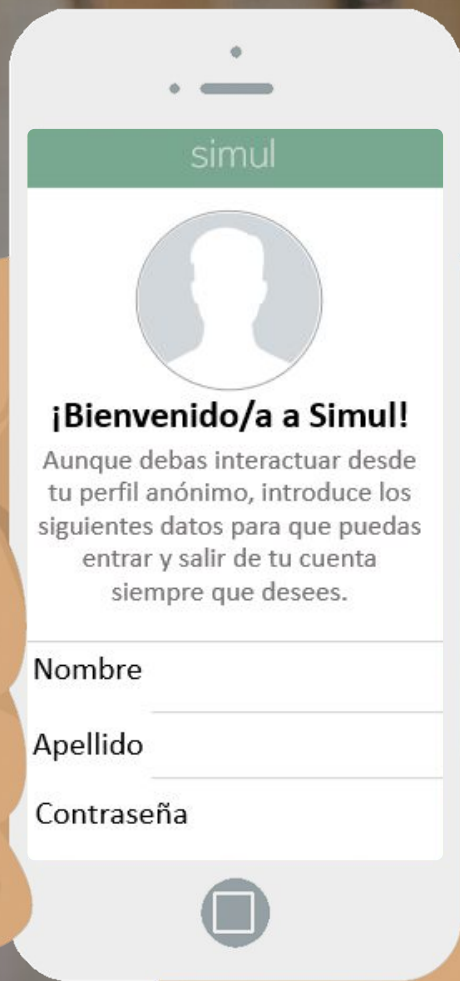 simul
¡Bienvenido/a a Simul!
Aunque debas interactuar desde
tu perfil anónimo, introduce los
siguientes datos para que puedas
entrar y salir de tu cuenta
siempre que desees.
Nombre
Apellido
Contraseña